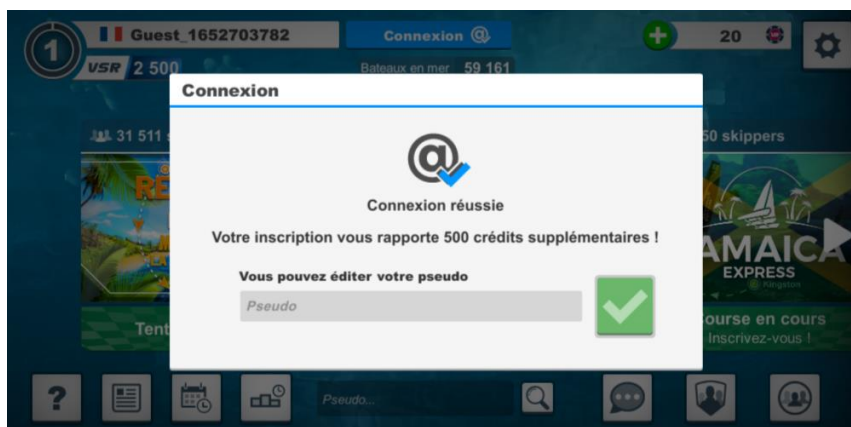 1
Guest_1652703782
Connexion @
20
VSR 2 500
Bateaux en mer 59 161
Connexion
31 511
50 skippers
@
Connexion réussie
Votre inscription vous rapporte 500 crédits supplémentaires !
Vous pouvez éditer votre pseudo
Pseudo
RE
AMAICA
EXPRESS
Kingston
Tent
ourse en cours
Inscrivez-vous !
?
Pseudo...